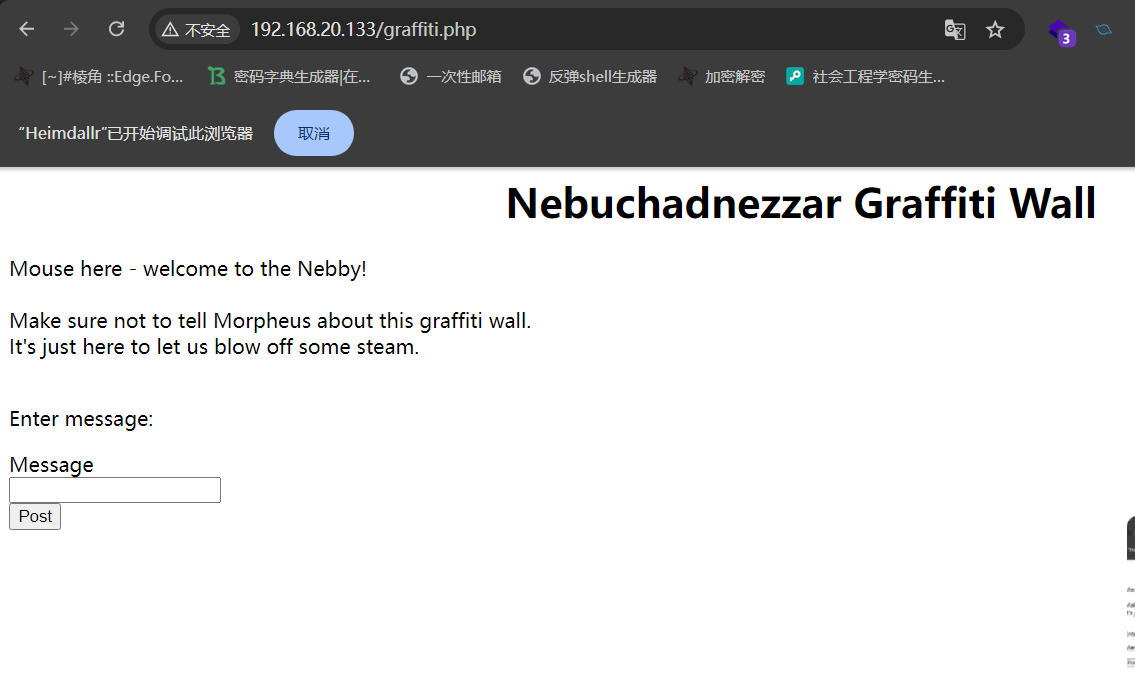 不安全 192.168.20.133/graffiti.php
3
[~]#棱角 ::Edge.Fo... 密码字典生成器|在... 一次性邮箱 反弹shell生成器 加密解密 社会工程学密码生...
"Heimdallr"已开始调试此浏览器 取消
Nebuchadnezzar Graffiti Wall
Mouse here - welcome to the Nebby!
Make sure not to tell Morpheus about this graffiti wall.
It's just here to let us blow off some steam.
Enter message:
Message
Post